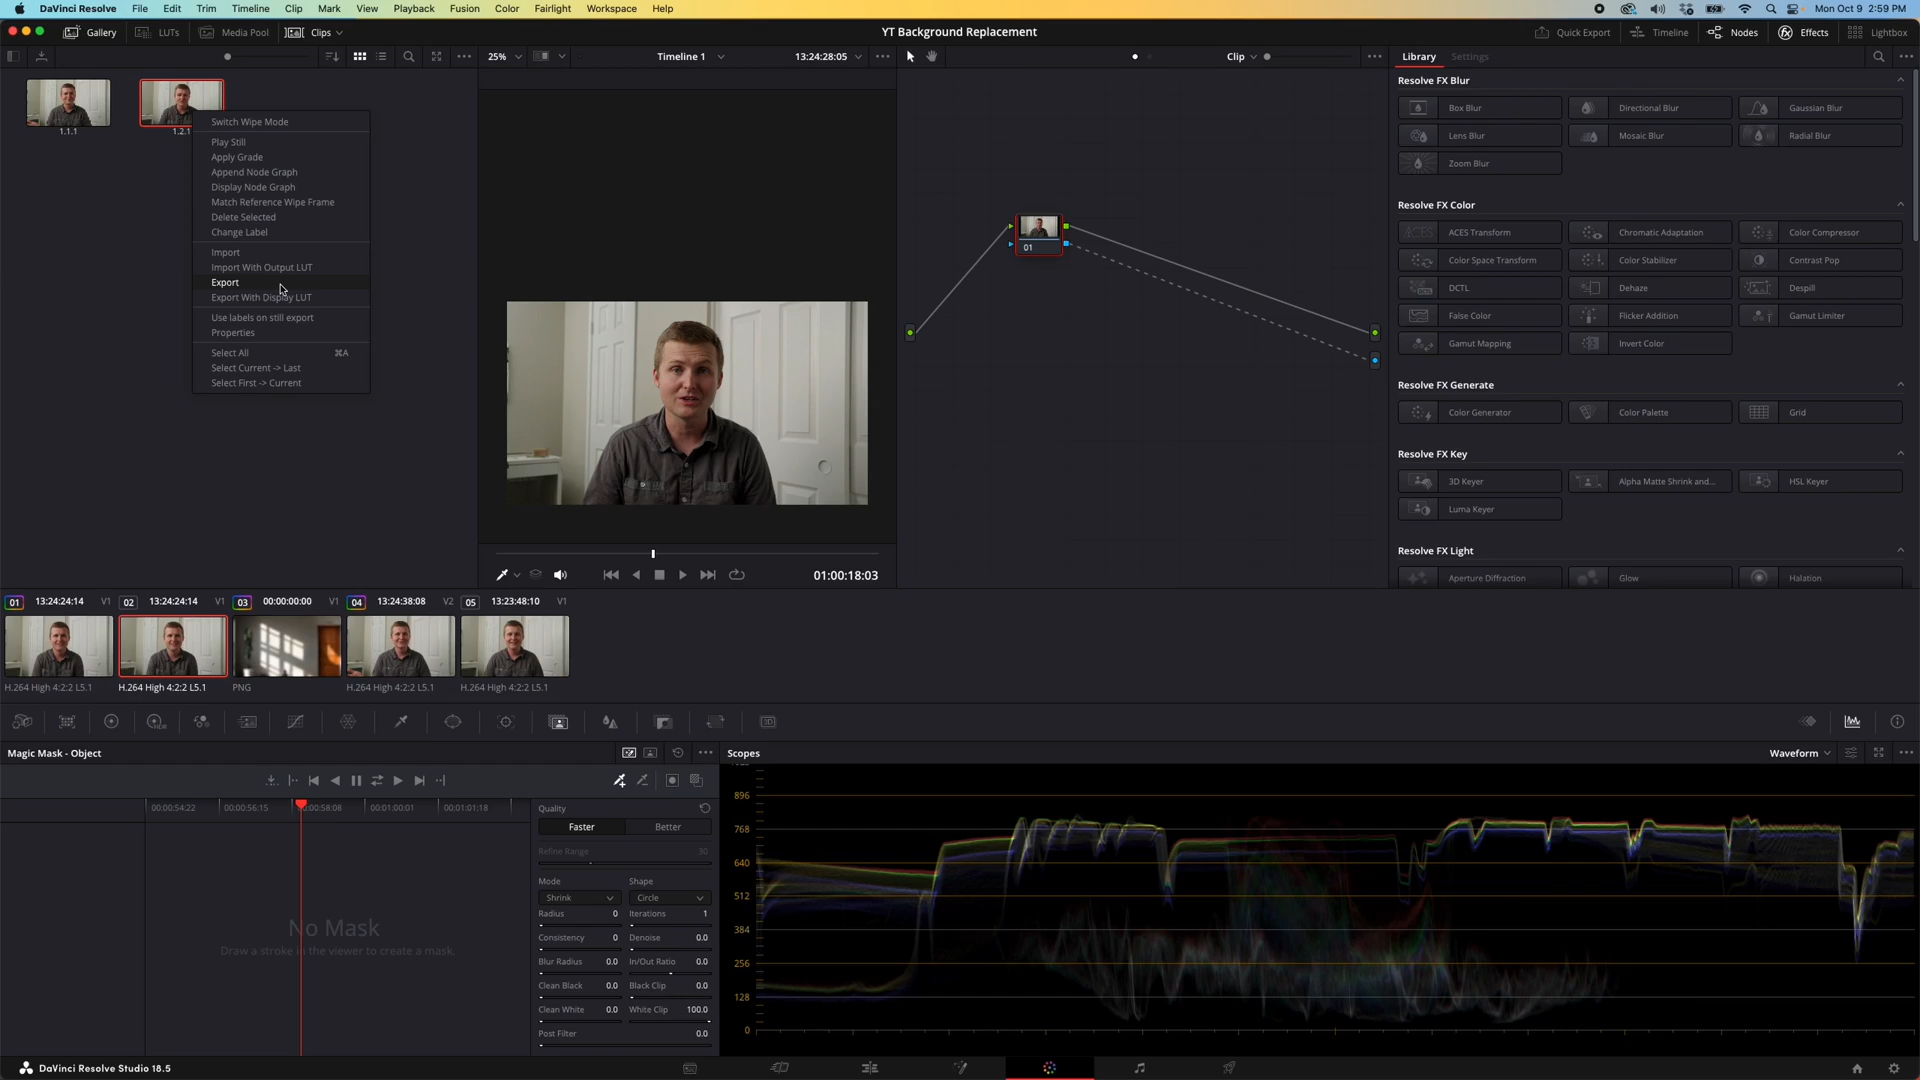 DaVinci Resolve File Edit Trim Timeline Clip Mark View Playback Fusion Color Fairlight Workspace Help Mon Oct 9 2:59 PM
Gallery LUTs Media Pool Clips YT Background Replacement Quick Export Timeline Nodes Effects Lightbox
25% Timeline 1 13:24:28:05 Clip Library Settings
1.1.1 1.2.1
Switch Wipe Mode
Play Still
Apply Grade
Append Node Graph
Display Node Graph
Match Reference Wipe Frame
Delete Selected
Change Label
Import
Import With Output LUT
Export
Export With Display LUT
Use labels on still export
Properties
Select All ⌘A
Select Current -> Last
Select First -> Current
01:00:18:03
01
Resolve FX Blur
Box Blur Directional Blur Gaussian Blur
Lens Blur Mosaic Blur Radial Blur
Zoom Blur
Resolve FX Color
ACES ACES Transform Chromatic Adaptation Color Compressor
Color Space Transform Color Stabilizer Contrast Pop
DCTL Dehaze Despill
False Color Flicker Addition Gamut Limiter
Gamut Mapping Invert Color
Resolve FX Generate
Color Generator Color Palette Grid
Resolve FX Key
3D Keyer Alpha Matte Shrink and... HSL Keyer
Luma Keyer
Resolve FX Light
Aperture Diffraction Glow Halation
01 13:24:24:14 V1 02 13:24:24:14 V1 03 00:00:00:00 V1 04 13:24:38:08 V2 05 13:23:48:10 V1
H.264 High 4:2:2 L5.1 H.264 High 4:2:2 L5.1 PNG H.264 High 4:2:2 L5.1 H.264 High 4:2:2 L5.1
HDR 3D
Magic Mask - Object
00:00:54:22 00:00:56:15 00:00:58:08 00:01:00:01 00:01:01:18
No Mask
Draw a stroke in the viewer to create a mask.
Quality
Faster Better
Refine Range 30
Mode Shape
Shrink Circle
Radius 0 Iterations 1
Consistency 0 Denoise 0.0
Blur Radius 0.0 In/Out Ratio 0.0
Clean Black 0.0 Black Clip 0.0
Clean White 0.0 White Clip 100.0
Post Filter 0.0
Scopes Waveform
896
768
640
512
384
256
128
0
DaVinci Resolve Studio 18.5